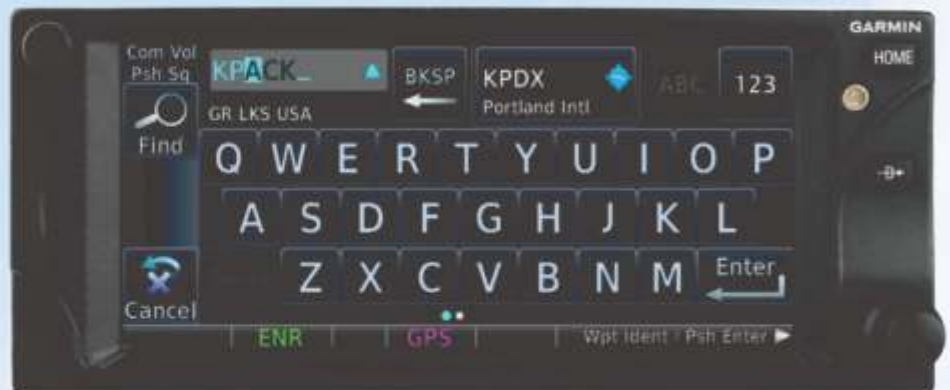 GARMIN
Com Vol
Psh Sq
KPACK_
BKSP
KPDX
Portland Intl
ABC
123
HOME
GR LKS USA
Find
Q W E R T Y U I O P
A S D F G H J K L
Z X C V B N M Enter
Cancel
ENR GPS Wpt Ident : Psh Enter